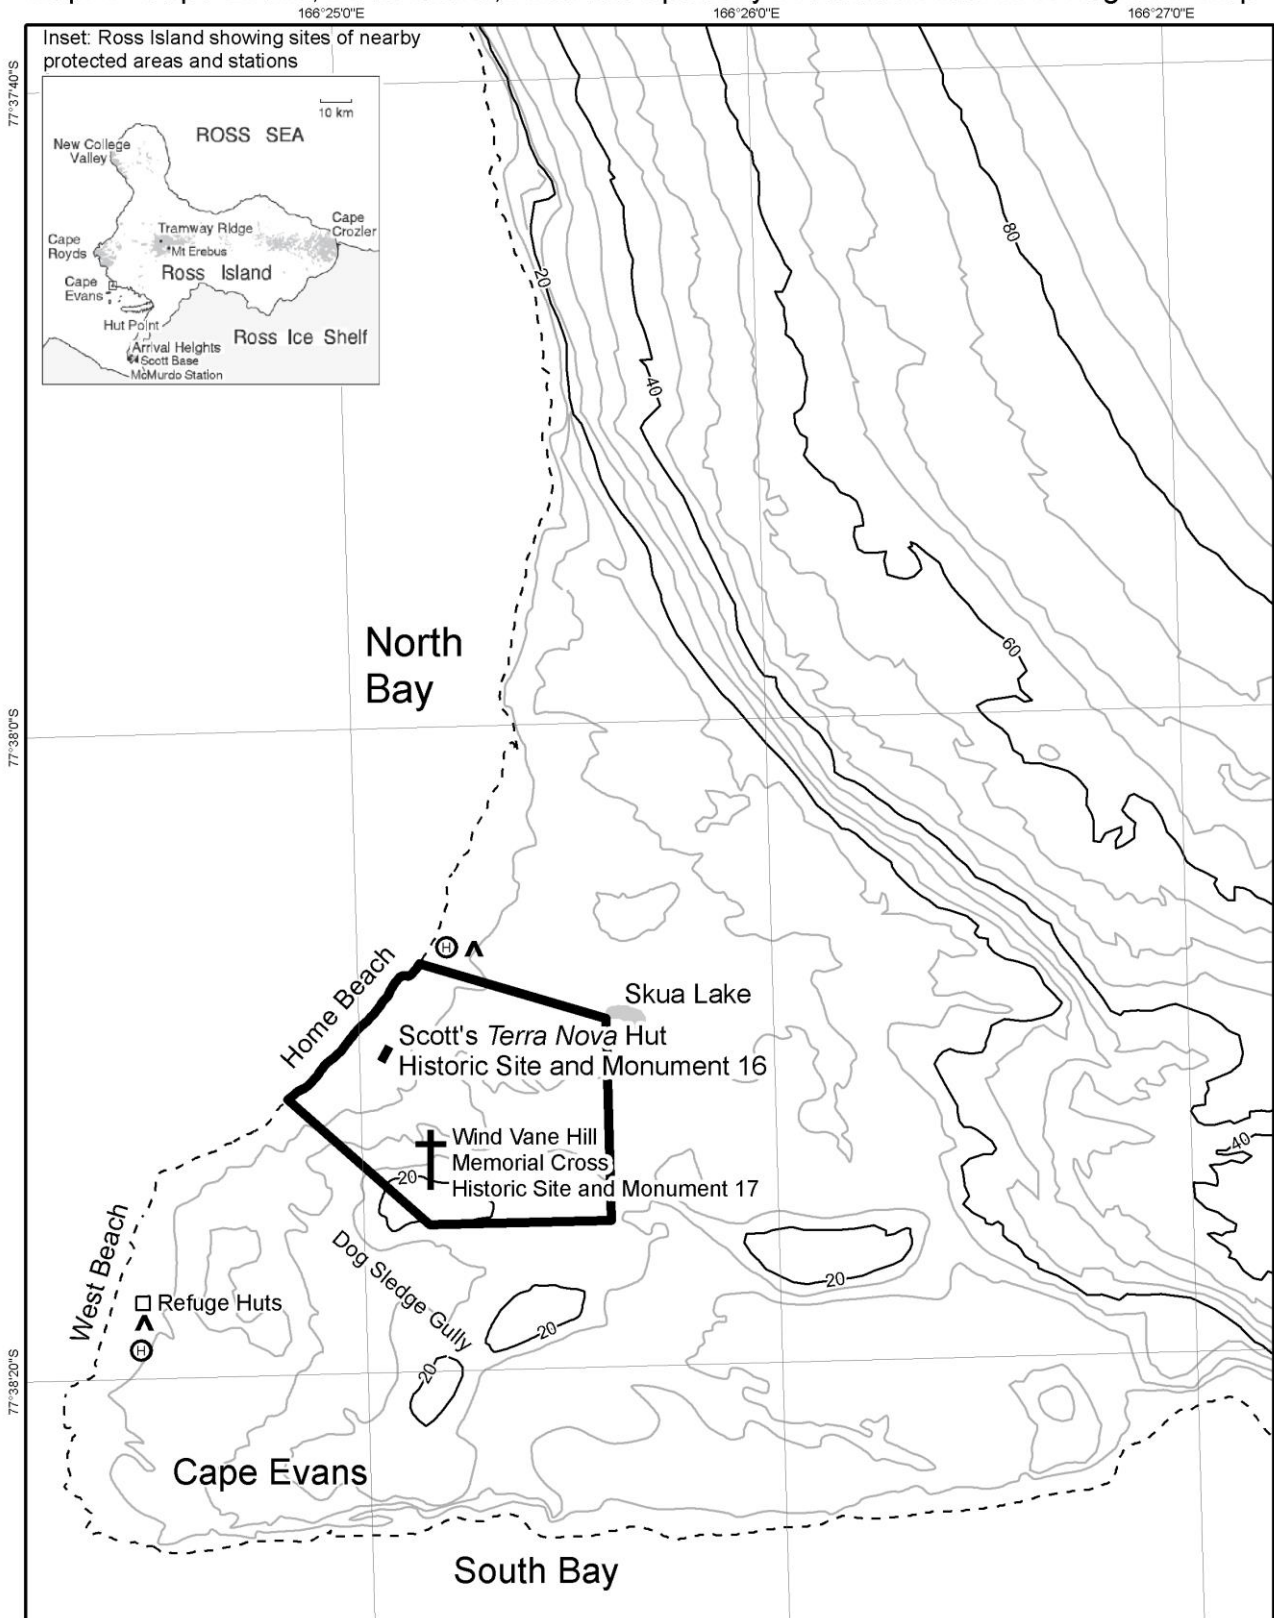 166°25'0"E
166°26'0"E
166°27'0"E
Inset: Ross Island showing sites of nearby
protected areas and stations
77°37'40"S
10 km
ROSS SEA
New College
Valley
Cape
Crozier
Tramway Ridge
Cape
Royds
Mt Erebus
Ross Island
Cape
Evans
Hut Point
Ross Ice Shelf
Arrival Heights
Scott Base
McMurdo Station
80
20
40
60
North
Bay
77°38'0"S
H
Home Beach
Skua Lake
Scott's Terra Nova Hut
Historic Site and Monument 16
Wind Vane Hill
Memorial Cross
Historic Site and Monument 17
20
40
West Beach
Dog Sledge Gully
20
Refuge Huts
20
H
20
77°38'20"S
Cape Evans
South Bay